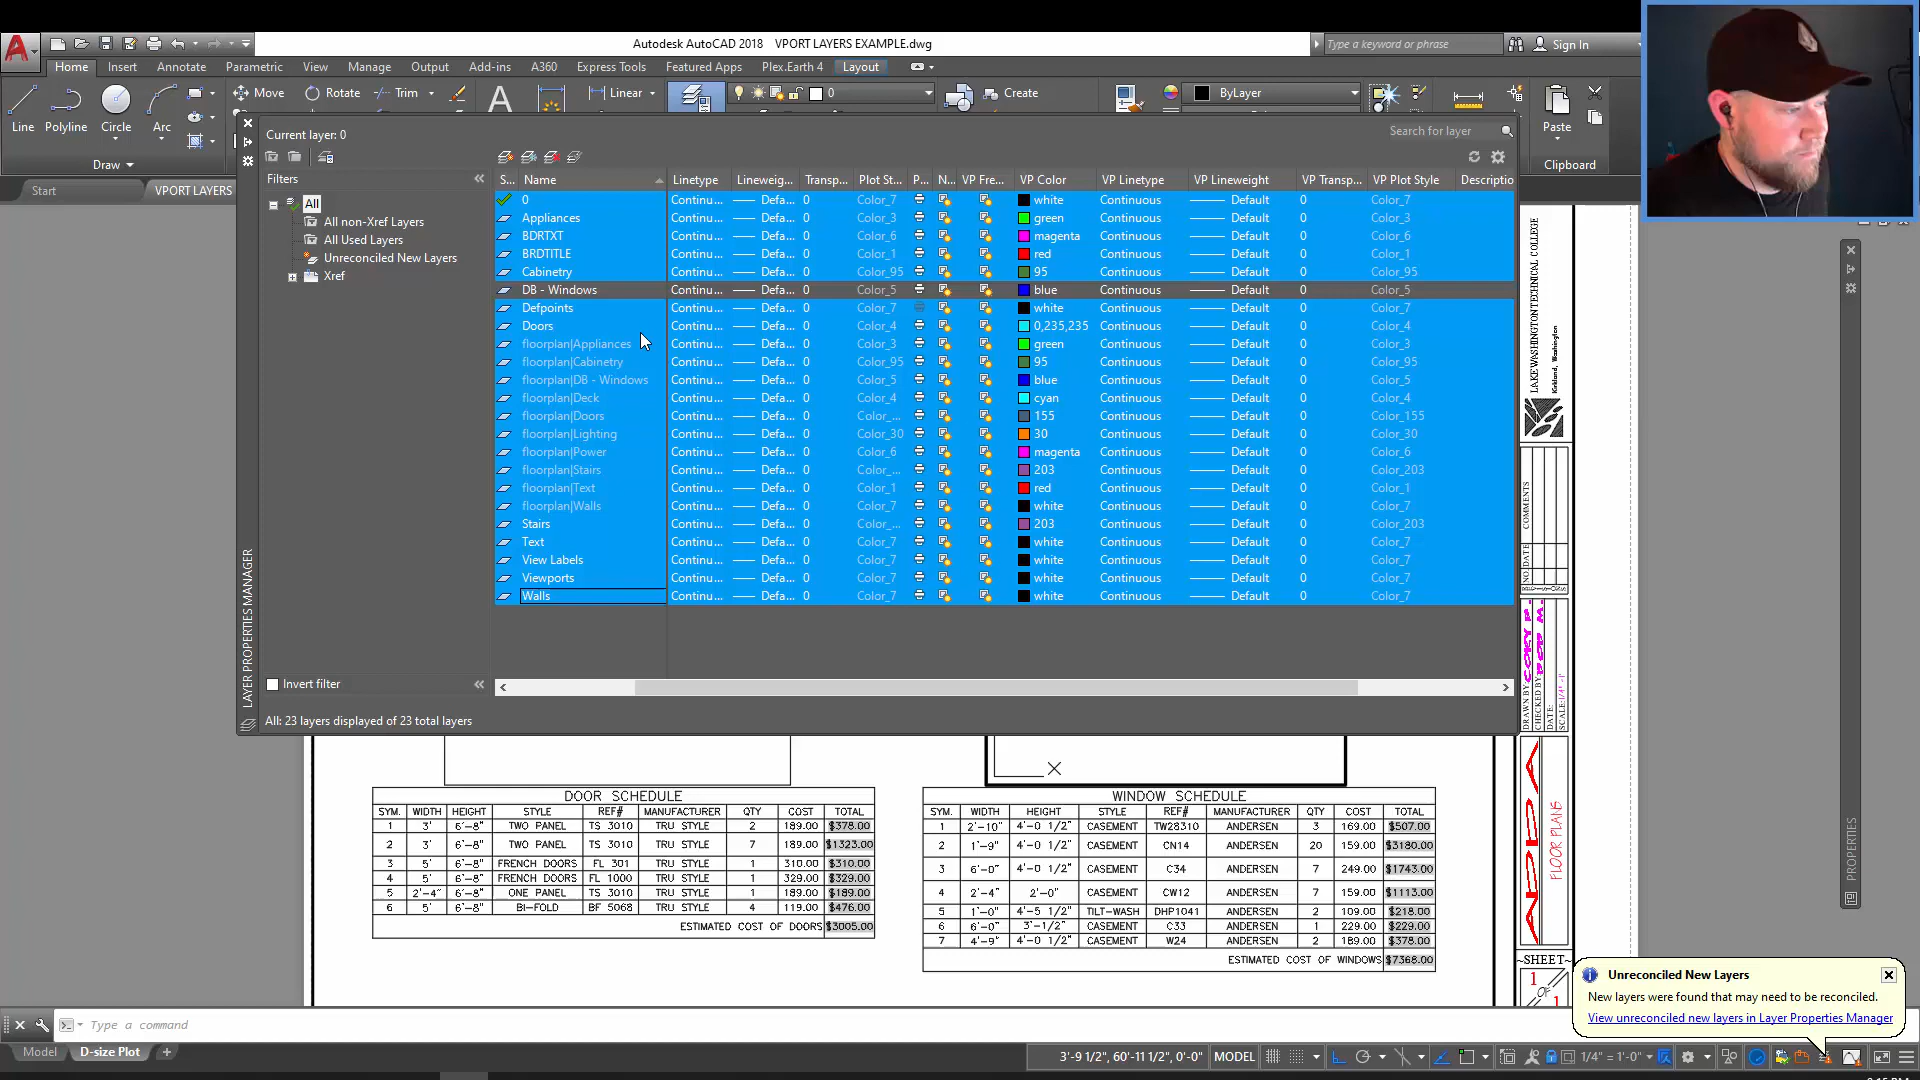 Autodesk AutoCAD 2018 VPORT LAYERS EXAMPLE.dwg
Type a keyword or phrase
Sign In
Home Insert Annotate Parametric View Manage Output Add-ins A360 Express Tools Featured Apps Plex.Earth 4 Layout
Line Polyline Circle Arc
Move Rotate Trim
Linear
0
Create
ByLayer
Paste
Draw
Clipboard
Start
VPORT LAYERS
Current layer: 0
Search for layer
Filters
All
All non-Xref Layers
All Used Layers
Unreconciled New Layers
Xref
Invert filter
All: 23 layers displayed of 23 total layers
LAYER PROPERTIES MANAGER
S... Name Linetype Lineweig... Transp... Plot St... P... N... VP Fre... VP Color VP Linetype VP Lineweight VP Transp... VP Plot Style Descriptio
0 Continu... Defa... 0 Color_7 white Continuous Default 0 Color_7
Appliances Continu... Defa... 0 Color_3 green Continuous Default 0 Color_3
BDRTXT Continu... Defa... 0 Color_6 magenta Continuous Default 0 Color_6
BRDTITLE Continu... Defa... 0 Color_1 red Continuous Default 0 Color_1
Cabinetry Continu... Defa... 0 Color_95 95 Continuous Default 0 Color_95
DB - Windows Continu... Defa... 0 Color_5 blue Continuous Default 0 Color_5
Defpoints Continu... Defa... 0 Color_7 white Continuous Default 0 Color_7
Doors Continu... Defa... 0 Color_4 0,235,235 Continuous Default 0 Color_4
floorplan|Appliances Continu... Defa... 0 Color_3 green Continuous Default 0 Color_3
floorplan|Cabinetry Continu... Defa... 0 Color_95 95 Continuous Default 0 Color_95
floorplan|DB - Windows Continu... Defa... 0 Color_5 blue Continuous Default 0 Color_5
floorplan|Deck Continu... Defa... 0 Color_4 cyan Continuous Default 0 Color_4
floorplan|Doors Continu... Defa... 0 Color_... 155 Continuous Default 0 Color_155
floorplan|Lighting Continu... Defa... 0 Color_30 30 Continuous Default 0 Color_30
floorplan|Power Continu... Defa... 0 Color_6 magenta Continuous Default 0 Color_6
floorplan|Stairs Continu... Defa... 0 Color_... 203 Continuous Default 0 Color_203
floorplan|Text Continu... Defa... 0 Color_1 red Continuous Default 0 Color_1
floorplan|Walls Continu... Defa... 0 Color_7 white Continuous Default 0 Color_7
Stairs Continu... Defa... 0 Color_... 203 Continuous Default 0 Color_203
Text Continu... Defa... 0 Color_7 white Continuous Default 0 Color_7
View Labels Continu... Defa... 0 Color_7 white Continuous Default 0 Color_7
Viewports Continu... Defa... 0 Color_7 white Continuous Default 0 Color_7
Walls Continu... Defa... 0 Color_7 white Continuous Default 0 Color_7
LAKE WASHINGTON TECHNICAL COLLEGE
Kirkland, Washington
COMMENTS
NO. DATE
REVISIONS
DRAWN BY:
CHECKED BY:
DATE:
SCALE: 1/4" = 1'
FLOOR PLANS
~SHEET~
1
OF
1
PROPERTIES
DOOR SCHEDULE
SYM. WIDTH HEIGHT STYLE REF# MANUFACTURER QTY COST TOTAL
1 3' 6'-8" TWO PANEL TS 3010 TRU STYLE 2 189.00 $378.00
2 3' 6'-8" TWO PANEL TS 3010 TRU STYLE 7 189.00 $1323.00
3 5' 6'-8" FRENCH DOORS FL 301 TRU STYLE 1 310.00 $310.00
4 5' 6'-8" FRENCH DOORS FL 1000 TRU STYLE 1 329.00 $329.00
5 2'-4" 6'-8" ONE PANEL TS 3010 TRU STYLE 1 189.00 $189.00
6 5' 6'-8" BI-FOLD BF 5068 TRU STYLE 4 119.00 $476.00
ESTIMATED COST OF DOORS $3005.00
WINDOW SCHEDULE
SYM. WIDTH HEIGHT STYLE REF# MANUFACTURER QTY COST TOTAL
1 2'-10" 4'-0 1/2" CASEMENT TW28310 ANDERSEN 3 169.00 $507.00
2 1'-9" 4'-0 1/2" CASEMENT CN14 ANDERSEN 20 159.00 $3180.00
3 6'-0" 4'-0 1/2" CASEMENT C34 ANDERSEN 7 249.00 $1743.00
4 2'-4" 2'-0" CASEMENT CW12 ANDERSEN 7 159.00 $1113.00
5 1'-0" 4'-5 1/2" TILT-WASH DHP1041 ANDERSEN 2 109.00 $218.00
6 6'-0" 3'-1/2" CASEMENT C33 ANDERSEN 1 229.00 $229.00
7 4'-9" 4'-0 1/2" CASEMENT W24 ANDERSEN 2 189.00 $378.00
ESTIMATED COST OF WINDOWS $7368.00
Unreconciled New Layers
New layers were found that may need to be reconciled.
View unreconciled new layers in Layer Properties Manager
Type a command
Model D-size Plot
3'-9 1/2", 60'-11 1/2", 0'-0" MODEL 1/4" = 1'-0"